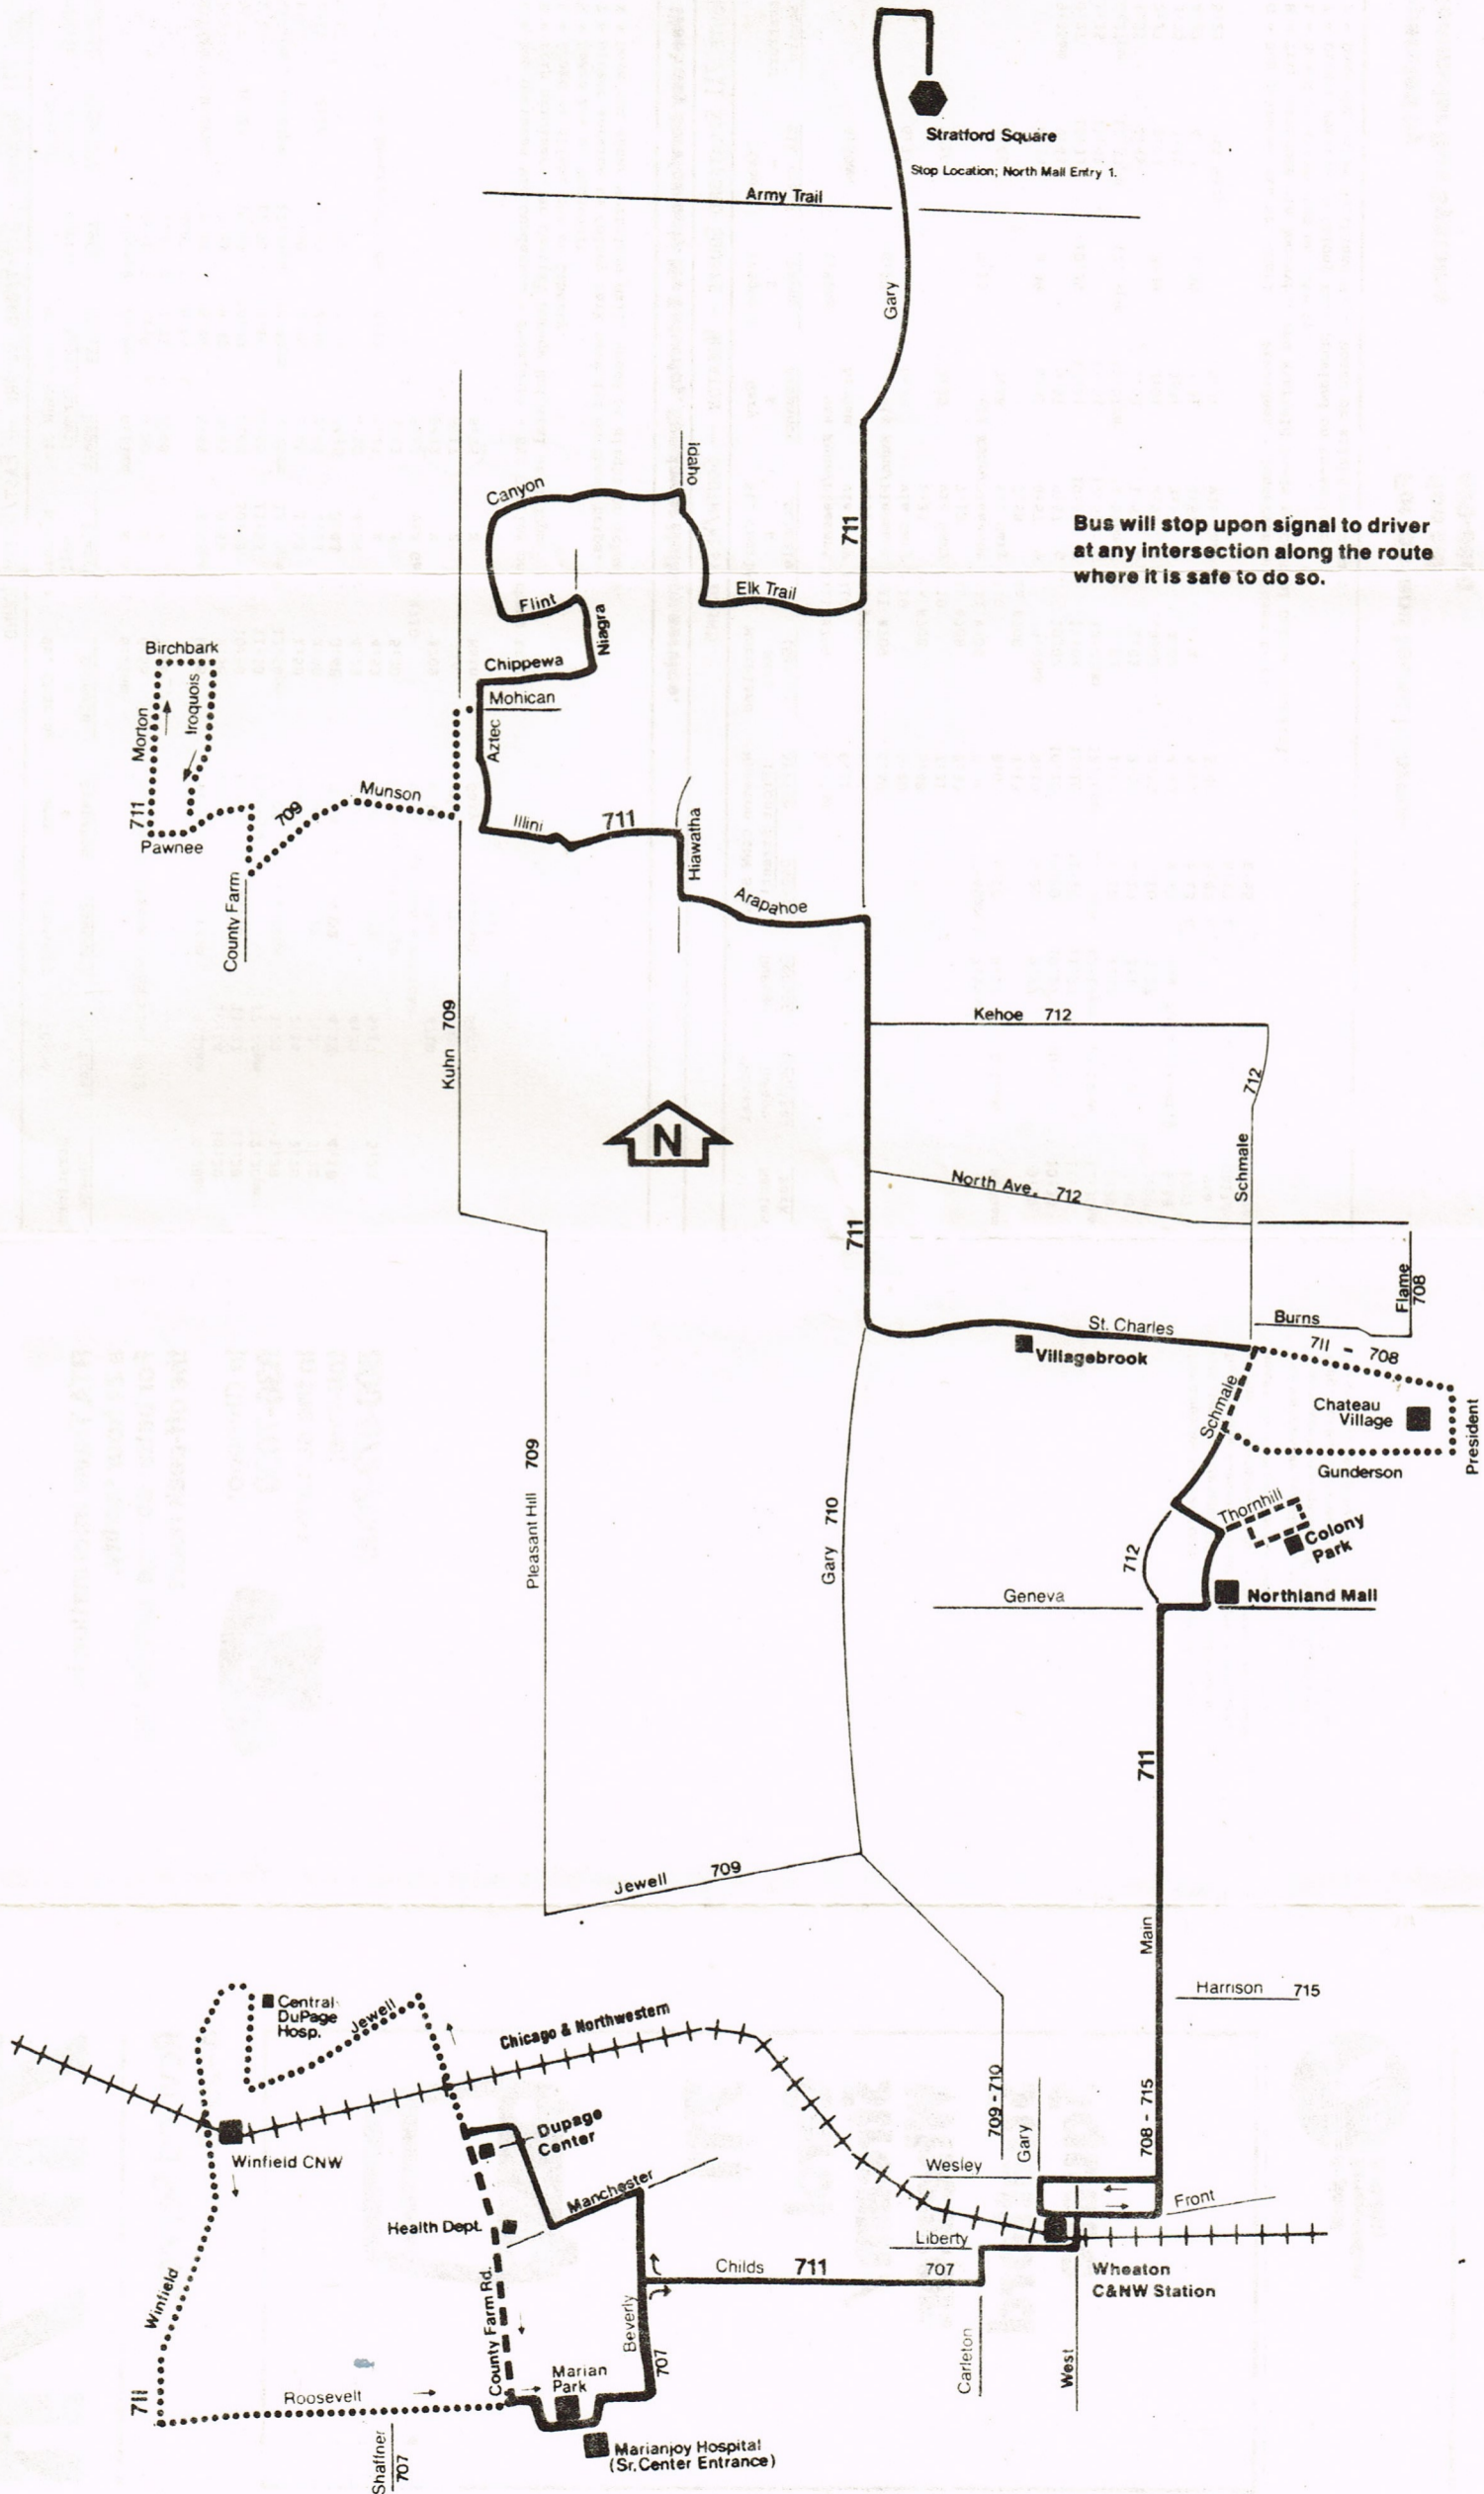 Stratford Square
Stop Location; North Mall Entry 1.
Army Trail
Gary
Idaho
Canyon
711
Bus will stop upon signal to driver
at any intersection along the route
where it is safe to do so.
Elk Trail
Flint
Niagra
Chippewa
Mohican
Aztec
Birchbark
Iroquois
Morton
711
Pawnee
709
Munson
County Farm
Illini
711
Hiawatha
Arapahoe
Kuhn 709
Kehoe 712
712
Schmale
N
North Ave. 712
711
Flame
708
Burns
St. Charles
711 - 708
Villagebrook
Schmale
Chateau
Village
President
Gunderson
Thornhill
Colony
Park
712
Geneva
Northland Mall
Pleasant Hill 709
Gary 710
711
Jewell 709
Main
Harrison 715
Central
DuPage
Hosp.
Jewell
Chicago & Northwestern
709 - 710
Gary
708 - 715
Winfield CNW
Dupage
Center
Wesley
Front
Manchester
Health Dept.
Liberty
Childs 711 707
Wheaton
C&NW Station
Winfield
County Farm Rd.
Beverly
707
Carleton
West
Marian
Park
711
Roosevelt
Shaffner
707
Marianjoy Hospital
(Sr. Center Entrance)